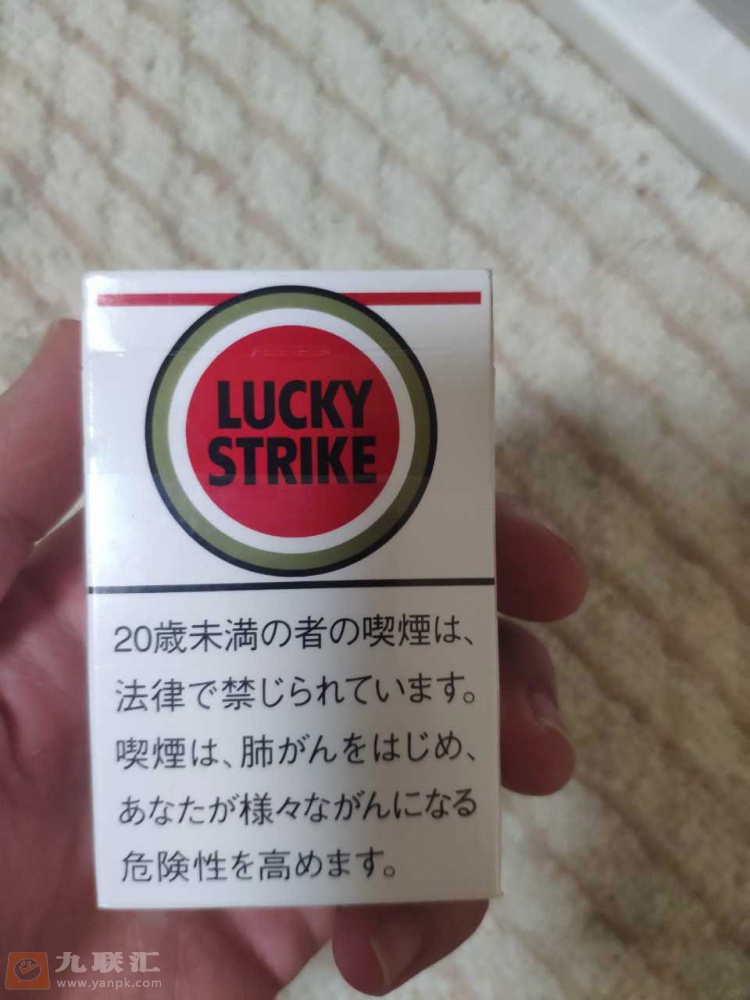 LUCKY
STRIKE
20歳未満の者の喫煙は、
法律で禁じられています。
喫煙は、肺がんをはじめ、
あなたが様々ながんになる
危険性を高めます。
九联汇
www.yanpk.com